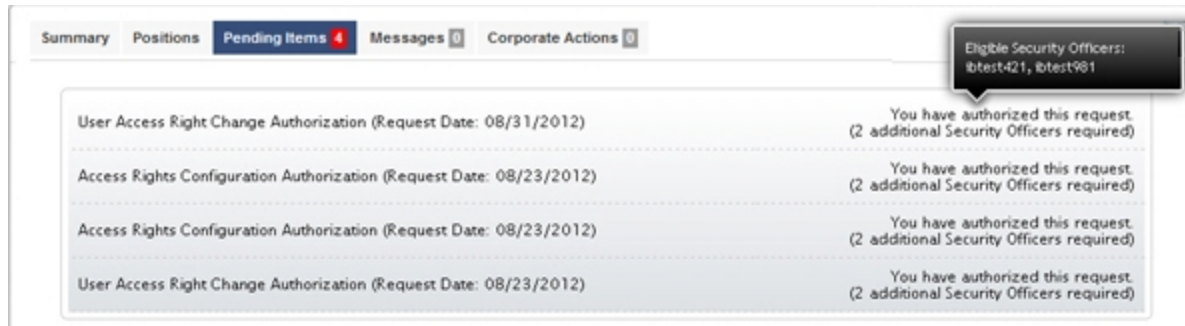 Summary Positions Pending Items 4 Messages 0 Corporate Actions 0
Eligible Security Officers:
ibtest421, ibtest981
User Access Right Change Authorization (Request Date: 08/31/2012)
You have authorized this request.
(2 additional Security Officers required)
Access Rights Configuration Authorization (Request Date: 08/23/2012)
You have authorized this request.
(2 additional Security Officers required)
Access Rights Configuration Authorization (Request Date: 08/23/2012)
You have authorized this request.
(2 additional Security Officers required)
User Access Right Change Authorization (Request Date: 08/23/2012)
You have authorized this request.
(2 additional Security Officers required)